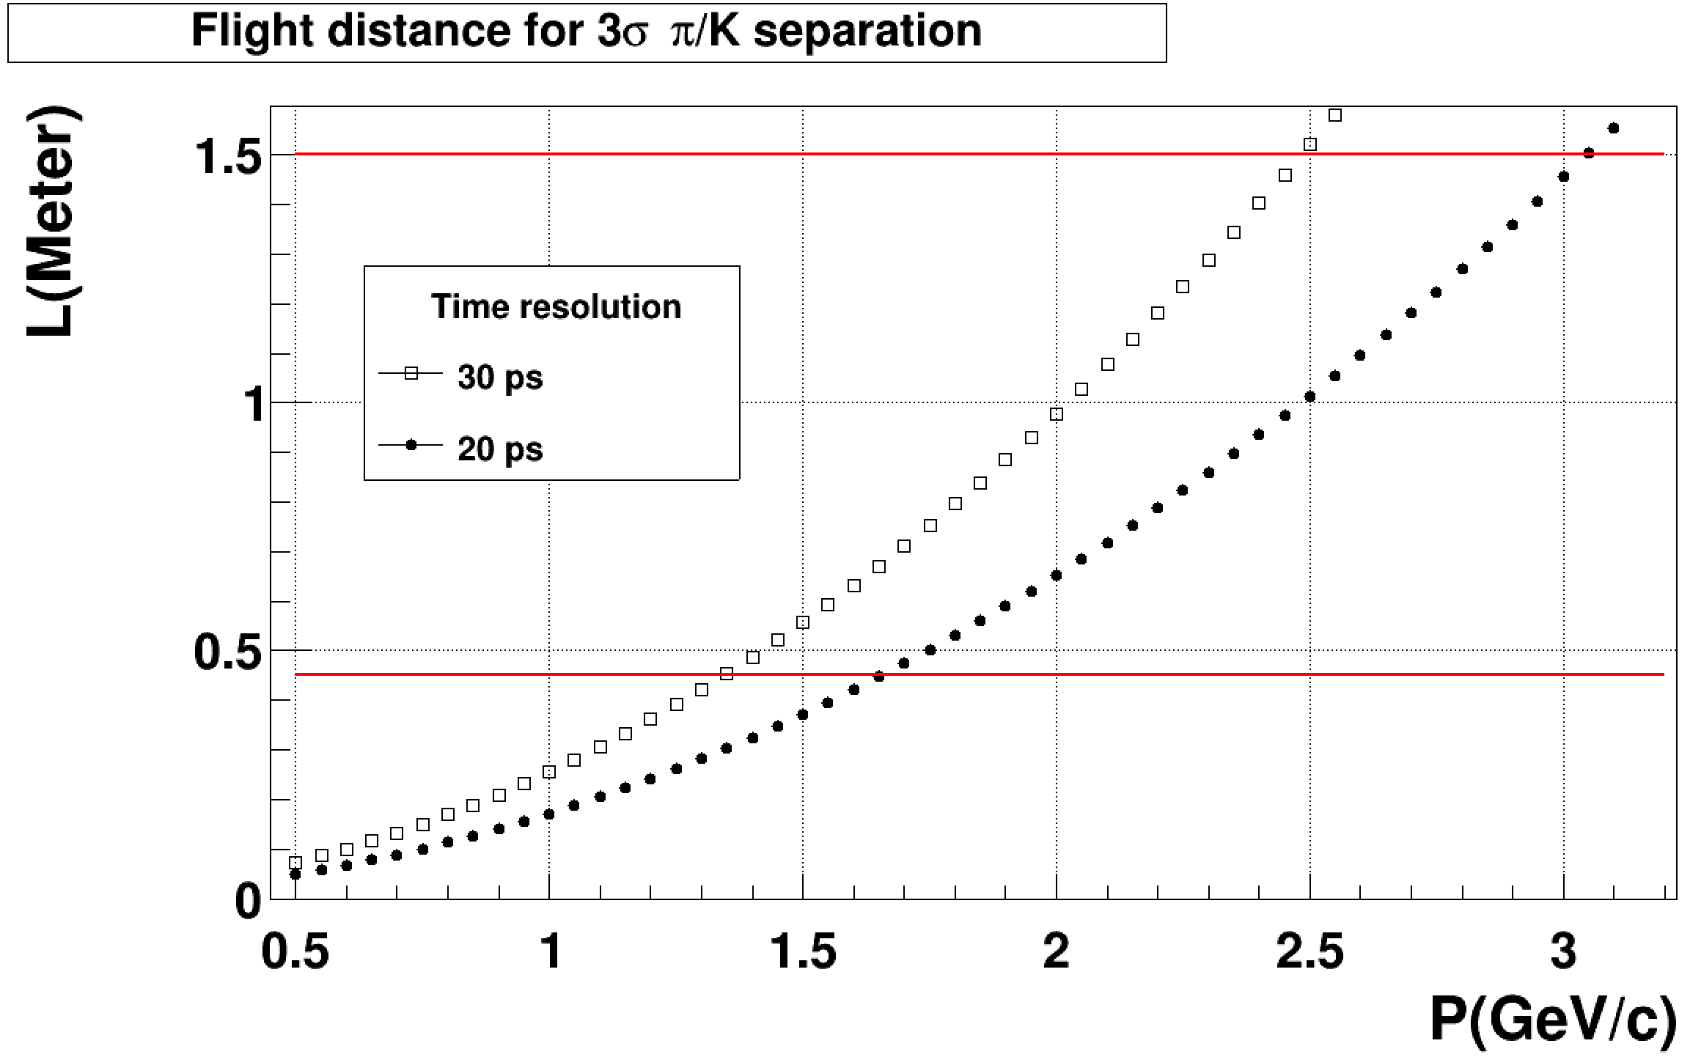 Flight distance for 3σ π/K separation
L(Meter)
1.5
1
0.5
0
Time resolution
30 ps
20 ps
0.5 1 1.5 2 2.5 3
P(GeV/c)